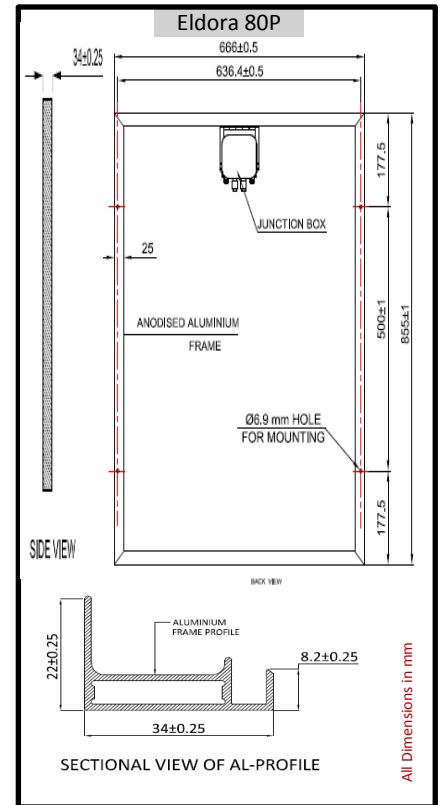 Eldora 80P
666±0.5
34±0.25
636.4±0.5
177.5
JUNCTION BOX
25
ANODISED ALUMINIUM
FRAME
500±1
855±1
Ø6.9 mm HOLE
FOR MOUNTING
177.5
SIDE VIEW
BACK VIEW
ALUMINIUM
FRAME PROFILE
22±0.25
8.2±0.25
34±0.25
SECTIONAL VIEW OF AL-PROFILE
All Dimensions in mm